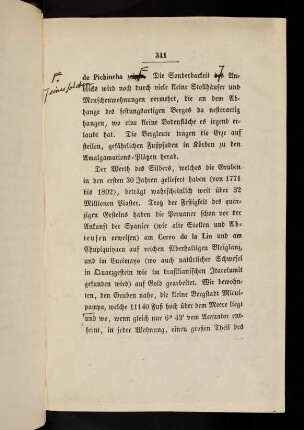 341
de Pichincha Die Sonderbarkeit An-
blicks wird noch durch viele kleine Stollhäuser und
Menschenwohnungen vermehrt, die an dem Ab-
hange des festungsartigen Berges da nesterartig
hangen, wo eine kleine Bodenfläche es irgend er-
laubt hat. Die Bergleute tragen die Erze auf
steilen, gefährlichen Fußpfaden in Körben zu den
Amalgamations-Plätzen herab.
Der Werth des Silbers, welches die Gruben
in den ersten 30 Jahren geliefert haben (von 1771
bis 1802), beträgt wahrscheinlich weit über 32
Millionen Piaster. Trotz der Festigkeit des
quarzigen Gesteins haben die Peruaner schon vor der
Ankunft der Spanier (wie alte Stollen und Ab-
teufen erweisen) am Cerro de la Lin und am
Chupiquiyacu auf reichen silberhaltigen Bleiglanz,
und im Curimayo (wo auch natürlicher Schwefel
in Quarzgestein wie im brasilianischen Itacolumit
gefunden wird) auf Gold gearbeitet. Wir bewohn-
ten, den Gruben nahe, die kleine Bergstadt Micui-
pampa, welche 11140 Fuß hoch über dem Meere liegt
und wo, wenn gleich nur 6° 43' vom Aequator ent-
fernt, in jeder Wohnung, einen großen Theil des